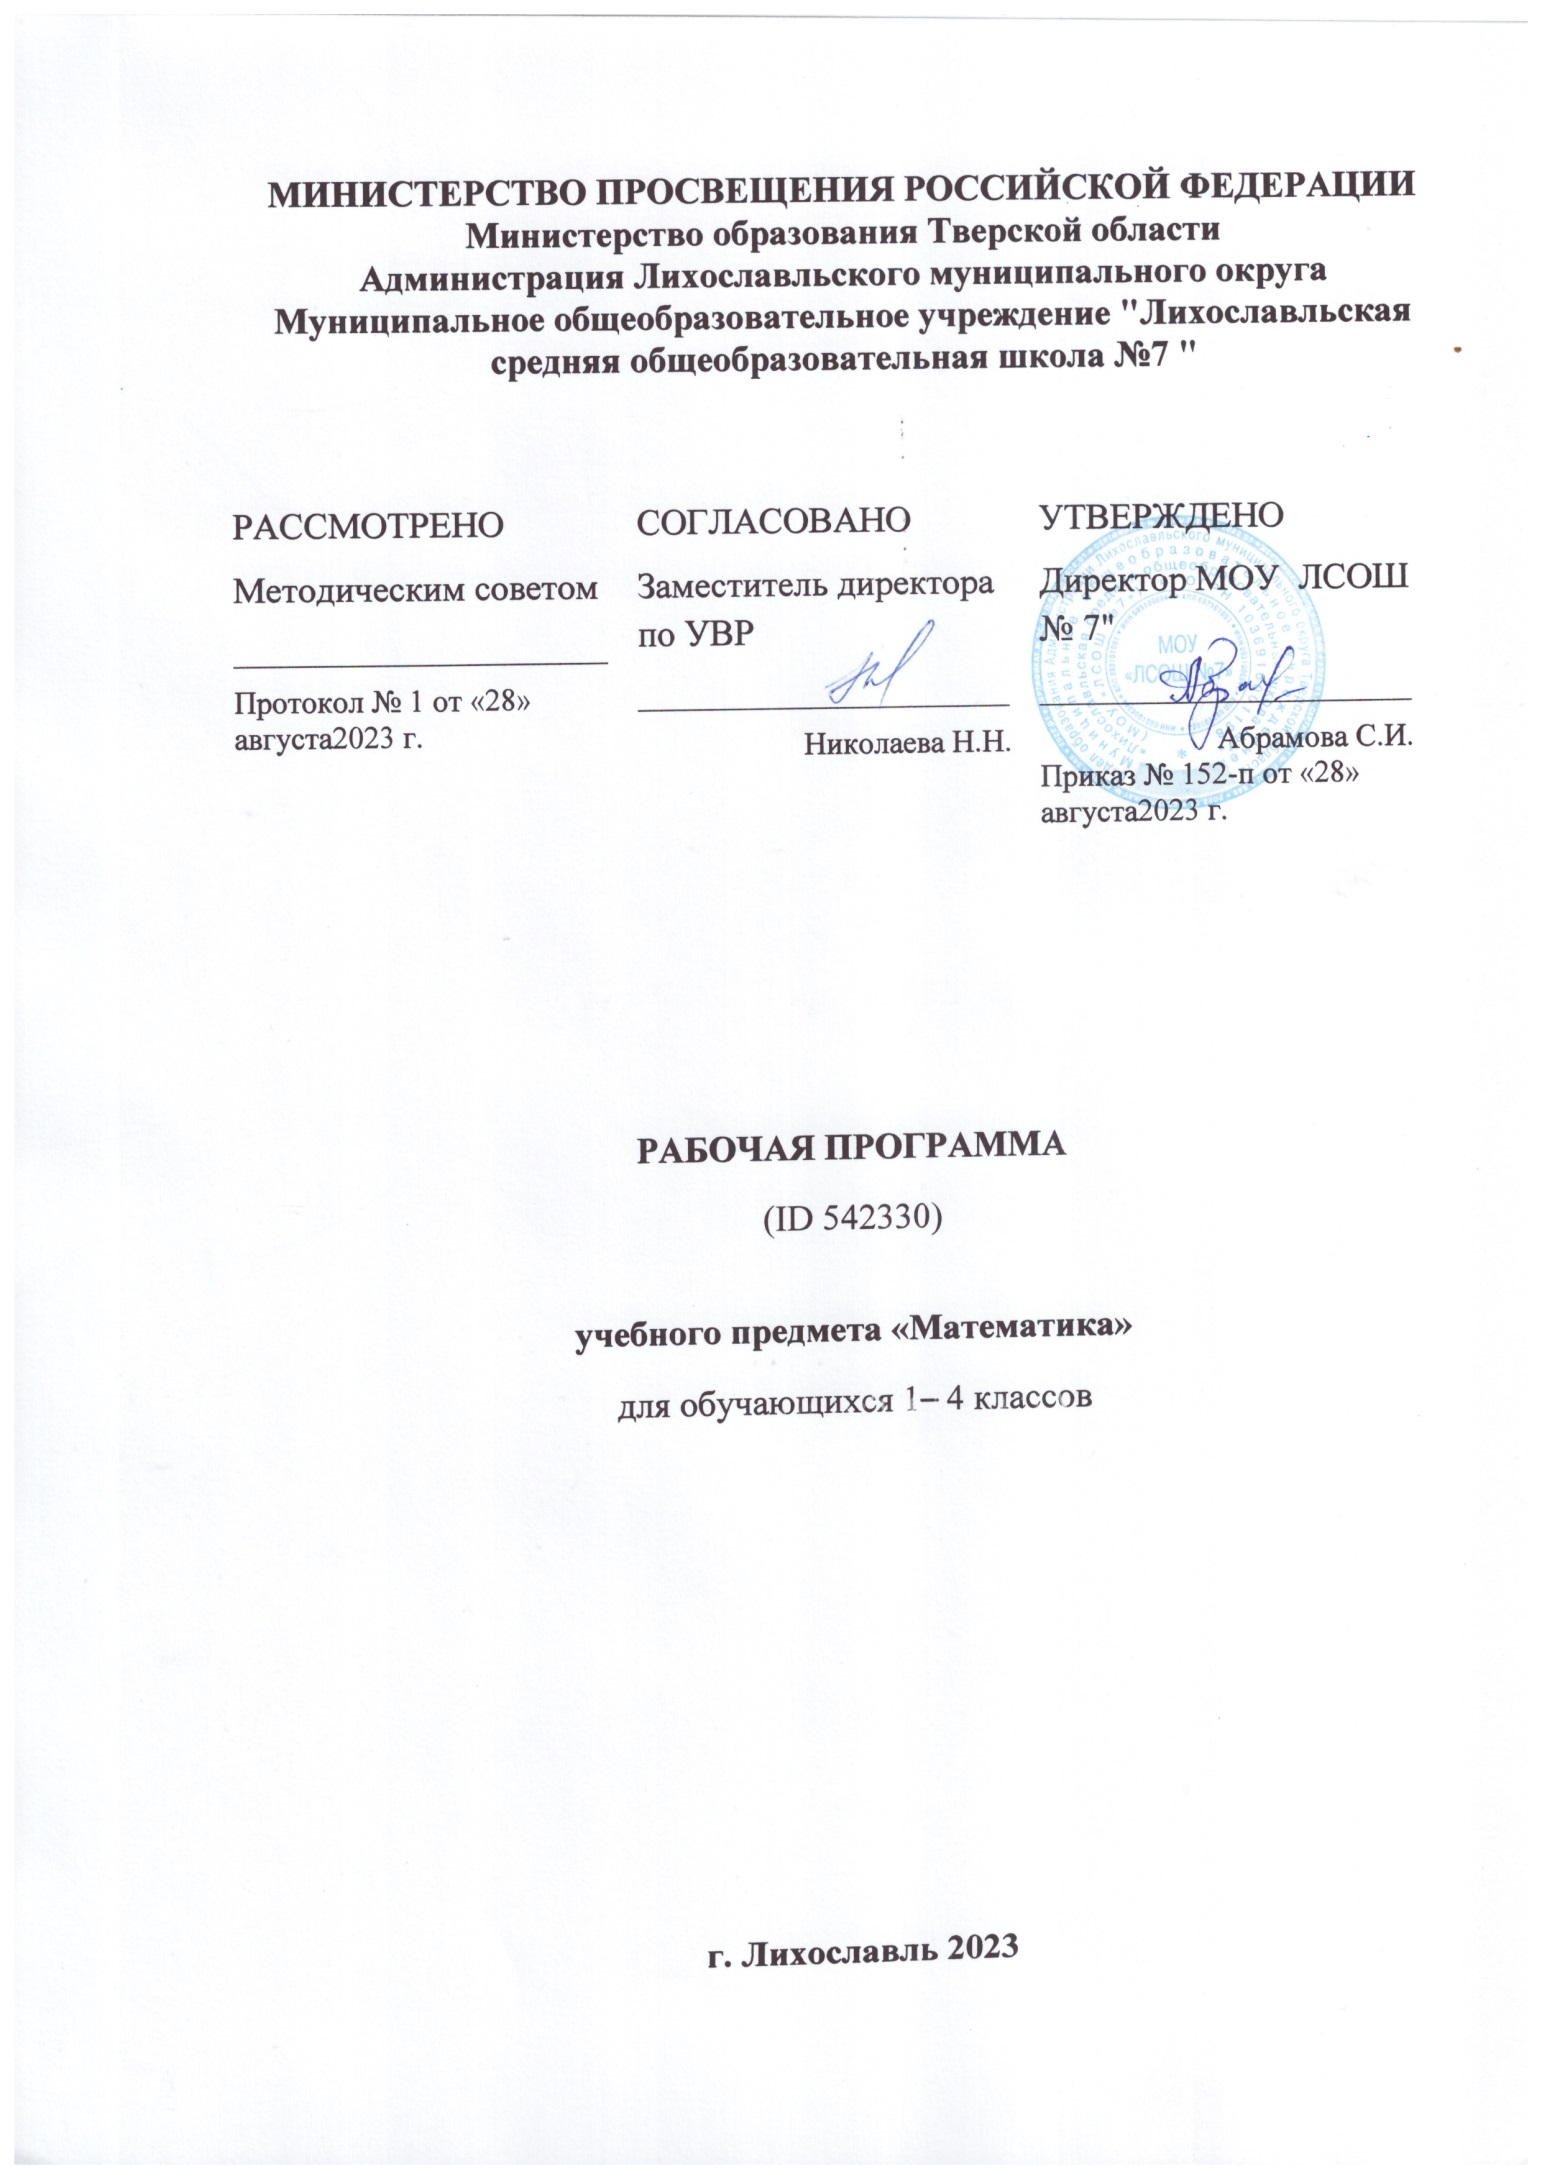 МИНИСТЕРСТВО ПРОСВЕЩЕНИЯ РОССИЙСКОЙ ФЕДЕРАЦИИ
Министерство образования Тверской области
Администрация Лихославльского муниципального округа
Муниципальное общеобразовательное учреждение "Лихославльская
средняя общеобразовательная школа №7 "
РАССМОТРЕНО
Методическим советом
Протокол № 1 от «28»
августа2023 г.
СОГЛАСОВАНО
Заместитель директора
по УВР
Николаева Н.Н.
УТВЕРЖДЕНО
Директор МОУ ЛСОШ
№ 7"
МОУ
«ЛСОШ №7»
Абрамова С.И.
Приказ № 152-п от «28»
августа2023 г.
РАБОЧАЯ ПРОГРАММА
(ID 542330)
учебного предмета «Математика»
для обучающихся 1– 4 классов
г. Лихославль 2023